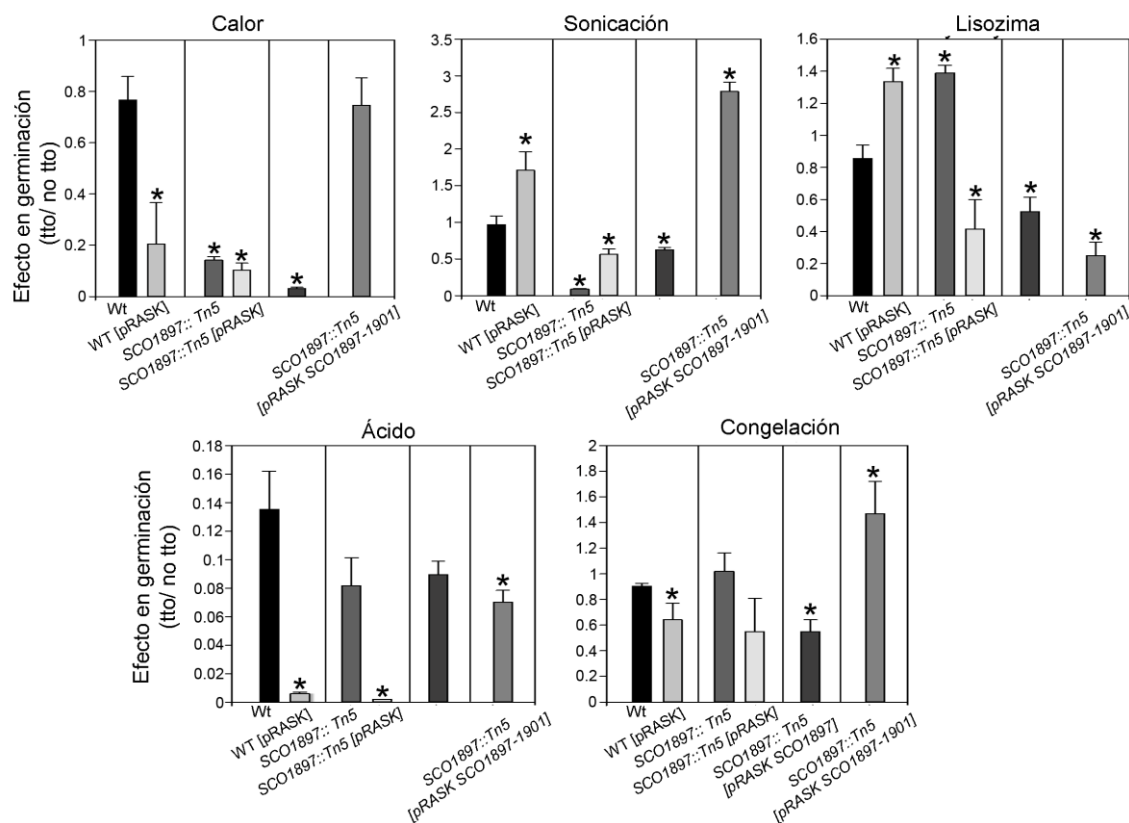 Calor
Efecto en germinación
(tto/ no tto)
1
0.8
0.6
0.4
0.2
0
*
*
*
*
Wt
WT [pRASK]
SCO1897:: Tn5
SCO1897::Tn5 [pRASK]
SCO1897::Tn5
[pRASK SCO1897-1901]
Sonicación
3.5
3
2.5
2
1.5
1
0.5
0
*
*
*
*
*
Wt
WT [pRASK]
SCO1897:: Tn5
SCO1897::Tn5 [pRASK]
SCO1897::Tn5
[pRASK SCO1897-1901]
Lisozima
1.6
1.4
1.2
1
0.8
0.6
0.4
0.2
0
*
*
*
*
*
Wt
WT [pRASK]
SCO1897:: Tn5
SCO1897::Tn5 [pRASK]
SCO1897::Tn5
[pRASK SCO1897-1901]
Ácido
Efecto en germinación
(tto/ no tto)
0.18
0.16
0.14
0.12
0.1
0.08
0.06
0.04
0.02
0
*
*
*
Wt
WT [pRASK]
SCO1897:: Tn5
SCO1897::Tn5 [pRASK]
SCO1897::Tn5
[pRASK SCO1897-1901]
Congelación
2
1.8
1.6
1.4
1.2
1
0.8
0.6
0.4
0.2
0
*
*
*
Wt
WT [pRASK]
SCO1897:: Tn5
SCO1897::Tn5 [pRASK]
SCO1897:: Tn5
[pRASK SCO1897]
SCO1897::Tn5
[pRASK SCO1897-1901]